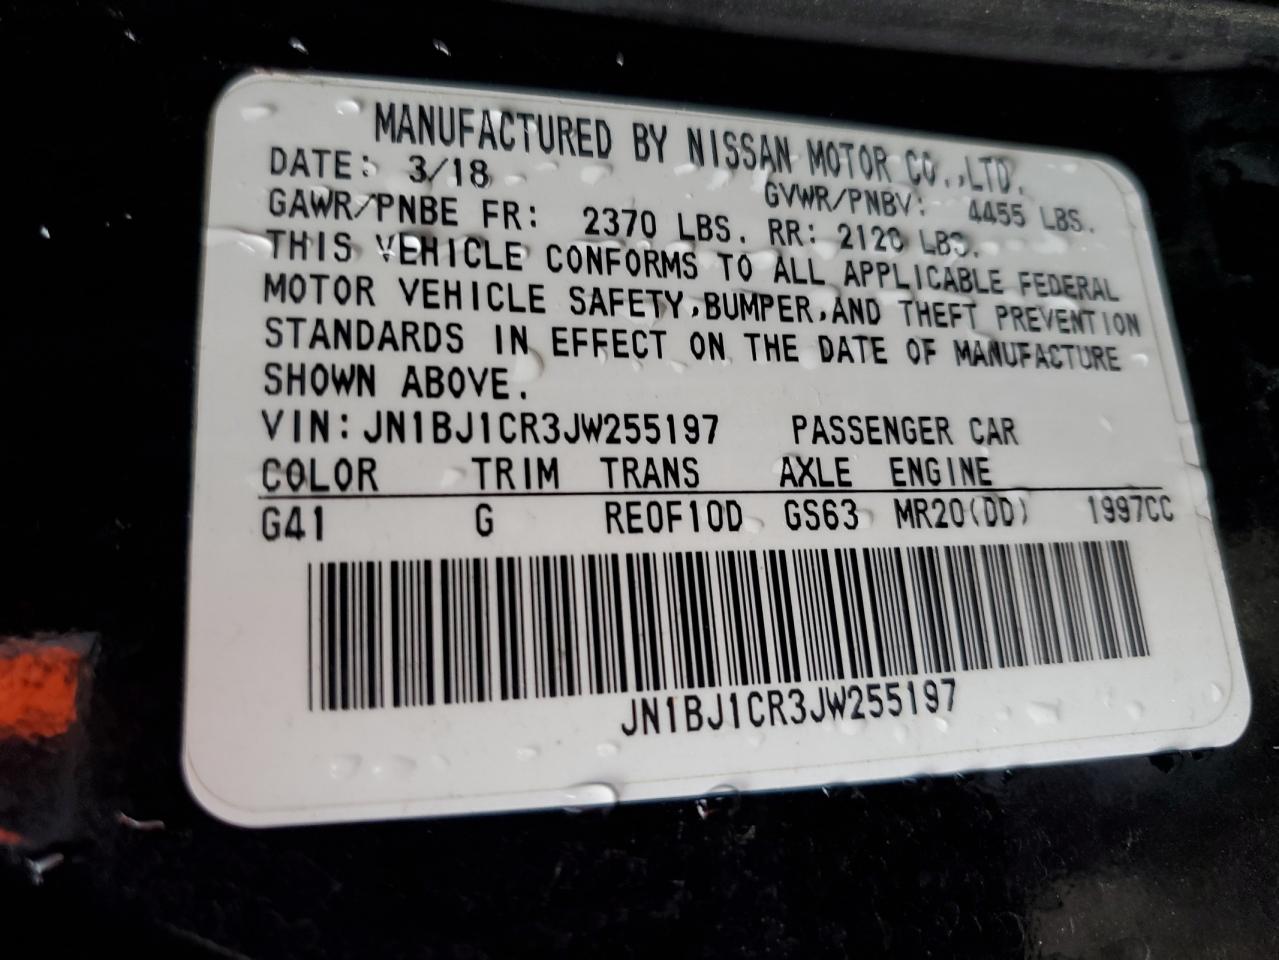 MANUFACTURED BY NISSAN MOTOR CO.,LTD.
DATE: 3/18 GVWR/PNBV: 4455 LBS.
GAWR/PNBE FR: 2370 LBS. RR: 2120 LBS.
THIS VEHICLE CONFORMS TO ALL APPLICABLE FEDERAL
MOTOR VEHICLE SAFETY,BUMPER,AND THEFT PREVENTION
STANDARDS IN EFFECT ON THE DATE OF MANUFACTURE
SHOWN ABOVE.
VIN:JN1BJ1CR3JW255197 PASSENGER CAR
COLOR TRIM TRANS AXLE ENGINE
G41 G RE0F10D GS63 MR20(DD) 1997CC
JN1BJ1CR3JW255197